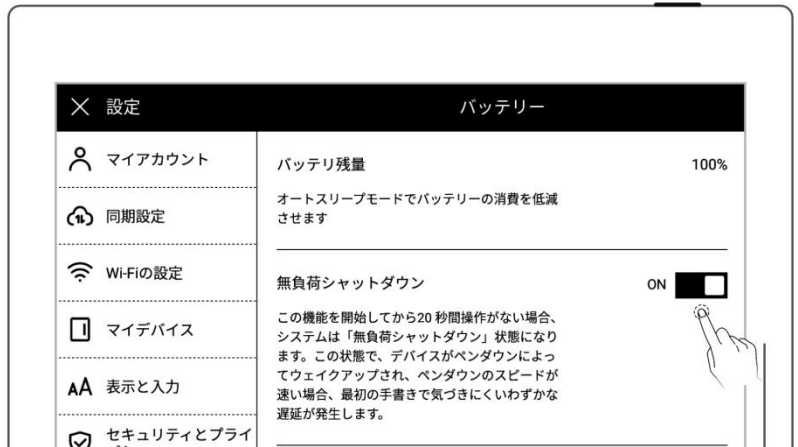 設定
バッテリー
マイアカウント
同期設定
Wi-Fiの設定
マイデバイス
AA 表示と入力
セキュリティとプライ
バッテリ残量 100%
オートスリープモードでバッテリーの消費を低減
させます
無負荷シャットダウン ON
この機能を開始してから20 秒間操作がない場合、
システムは「無負荷シャットダウン」状態になり
ます。この状態で、デバイスがペンダウンによっ
てウェイクアップされ、ペンダウンのスピードが
速い場合、最初の手書きで気づきにくいわずかな
遅延が発生します。